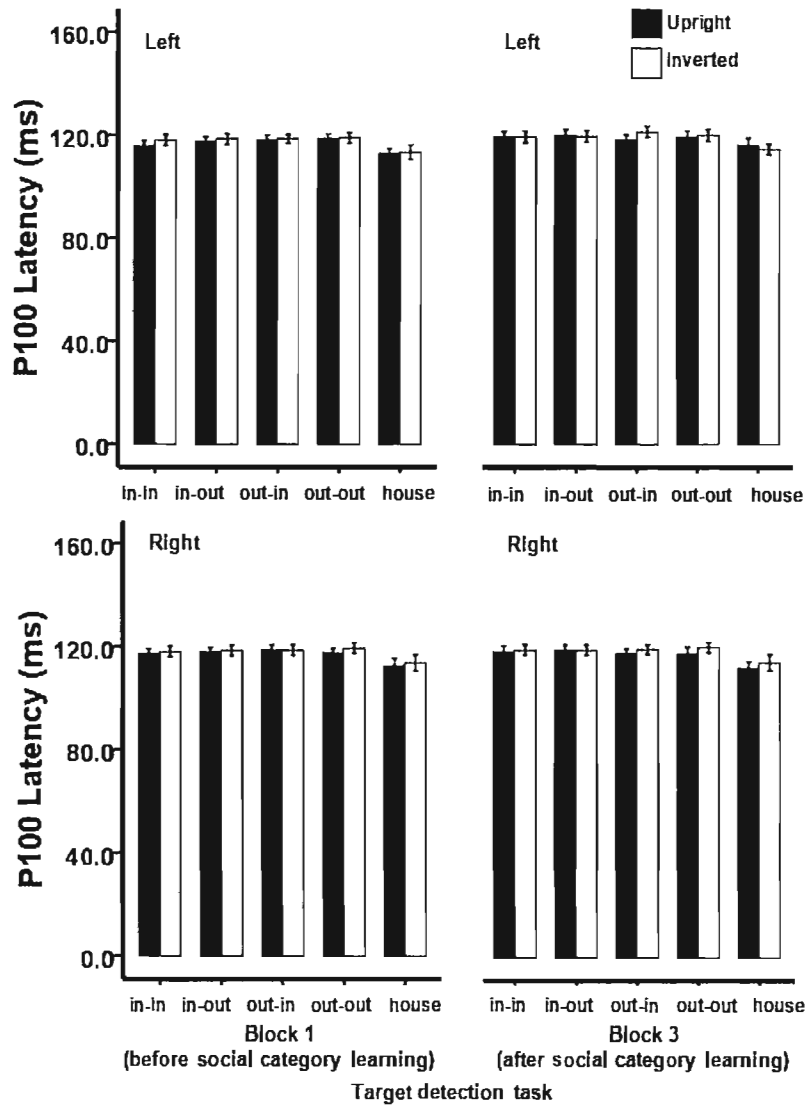 Upright
Inverted
Left
Left
P100 Latency (ms)
160.0
120.0
80.0
40.0
0.0
in-in in-out out-in out-out house
in-in in-out out-in out-out house
Right
Right
P100 Latency (ms)
160.0
120.0
80.0
40.0
0.0
in-in in-out out-in out-out house
in-in in-out out-in out-out house
Block 1
(before social category learning)
Block 3
(after social category learning)
Target detection task